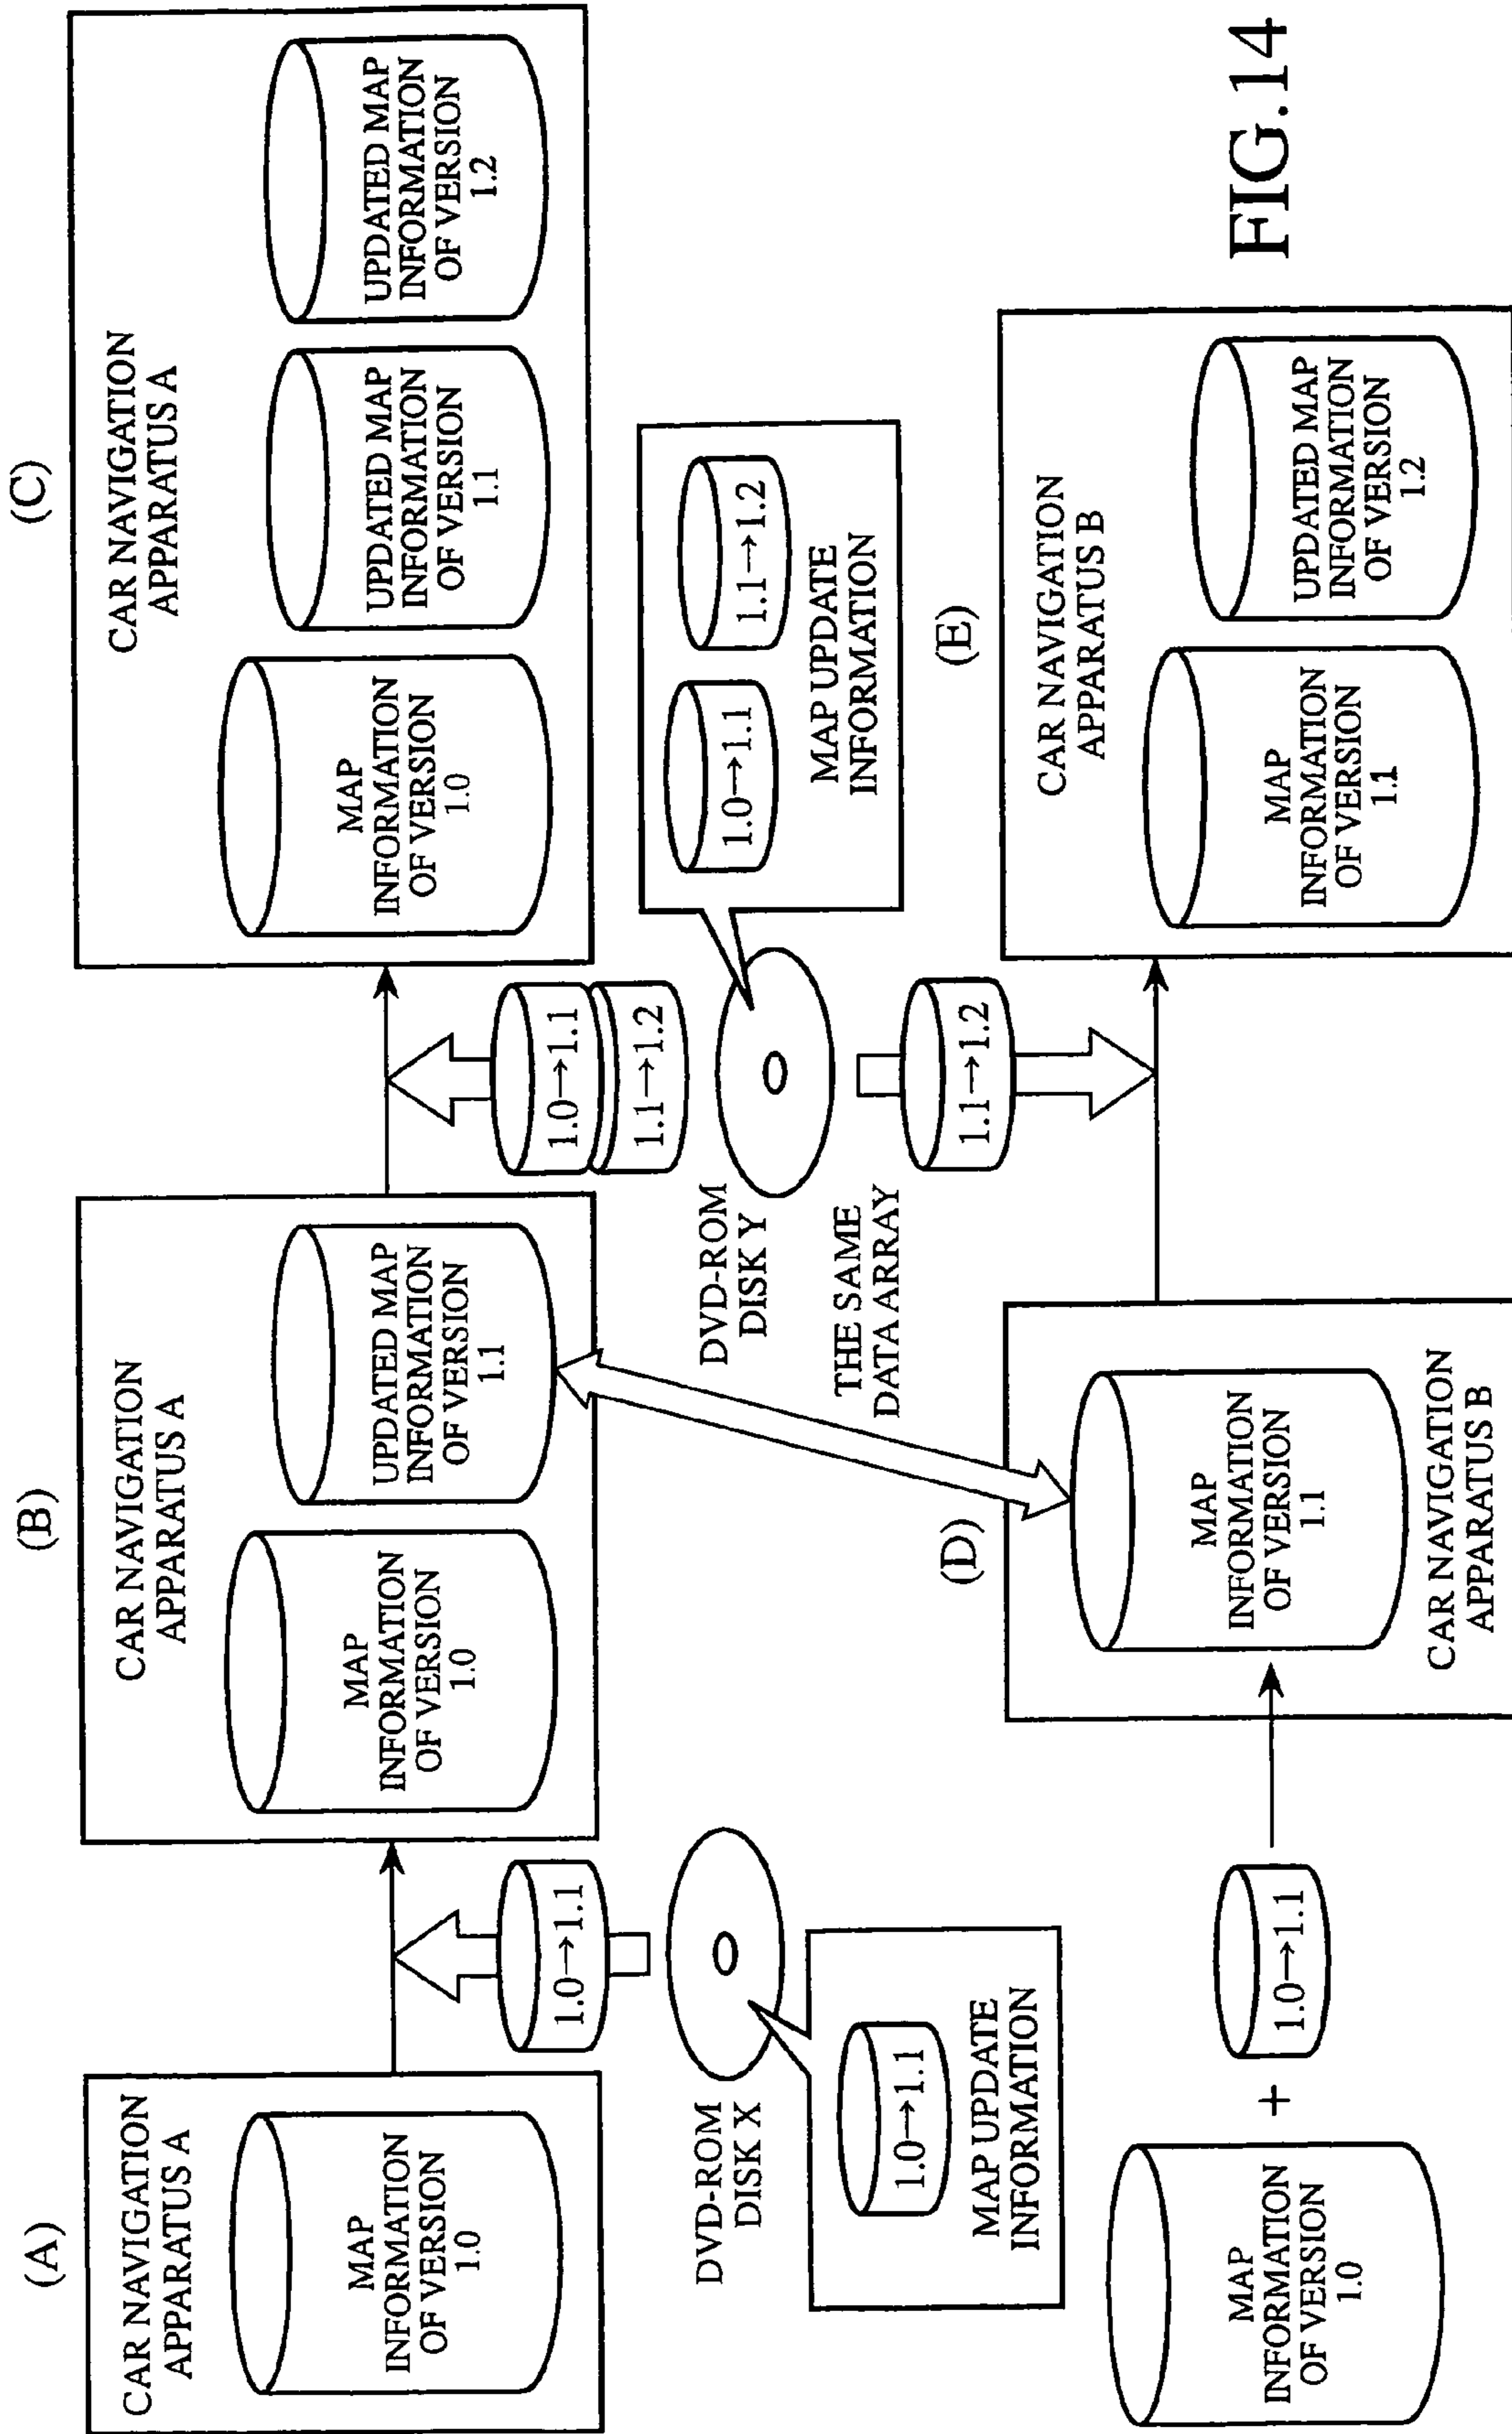 (A)
CAR NAVIGATION
APPARATUS A
MAP
INFORMATION
OF VERSION
1.0
1.0→1.1
DVD-ROM
DISK X
1.0→1.1
MAP UPDATE
INFORMATION
(B)
CAR NAVIGATION
APPARATUS A
MAP
INFORMATION
OF VERSION
1.0
UPDATED MAP
INFORMATION
OF VERSION
1.1
1.0→1.1
1.1→1.2
DVD-ROM
DISK Y
1.0→1.1
1.1→1.2
MAP UPDATE
INFORMATION
1.1→1.2
THE SAME
DATA ARRAY
(C)
CAR NAVIGATION
APPARATUS A
MAP
INFORMATION
OF VERSION
1.0
UPDATED MAP
INFORMATION
OF VERSION
1.1
UPDATED MAP
INFORMATION
OF VERSION
1.2
MAP
INFORMATION
OF VERSION
1.0
+
1.0→1.1
(D)
MAP
INFORMATION
OF VERSION
1.1
CAR NAVIGATION
APPARATUS B
(E)
CAR NAVIGATION
APPARATUS B
MAP
INFORMATION
OF VERSION
1.1
UPDATED MAP
INFORMATION
OF VERSION
1.2
FIG.14